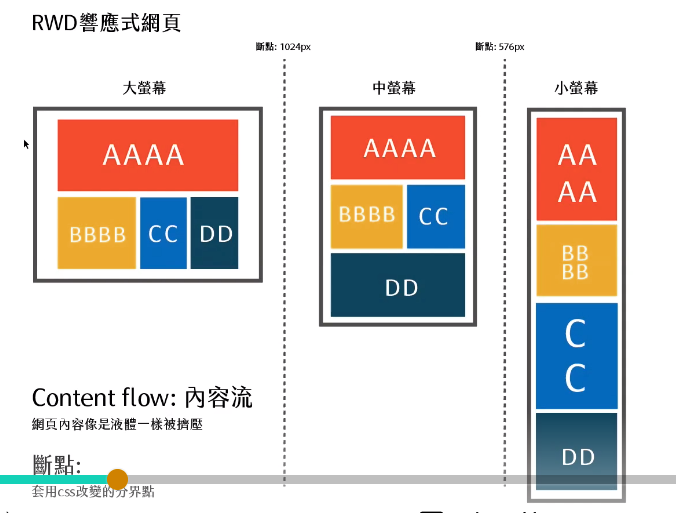 RWD響應式網頁
斷點: 1024px
斷點: 576px
大螢幕
中螢幕
小螢幕
AAAA
BBBB
CC
DD
AAAA
BBBB
CC
DD
AA
AA
BB
BB
C
C
DD
Content flow: 內容流
網頁內容像是液體一樣被擠壓
斷點:
套用css改變的分界點